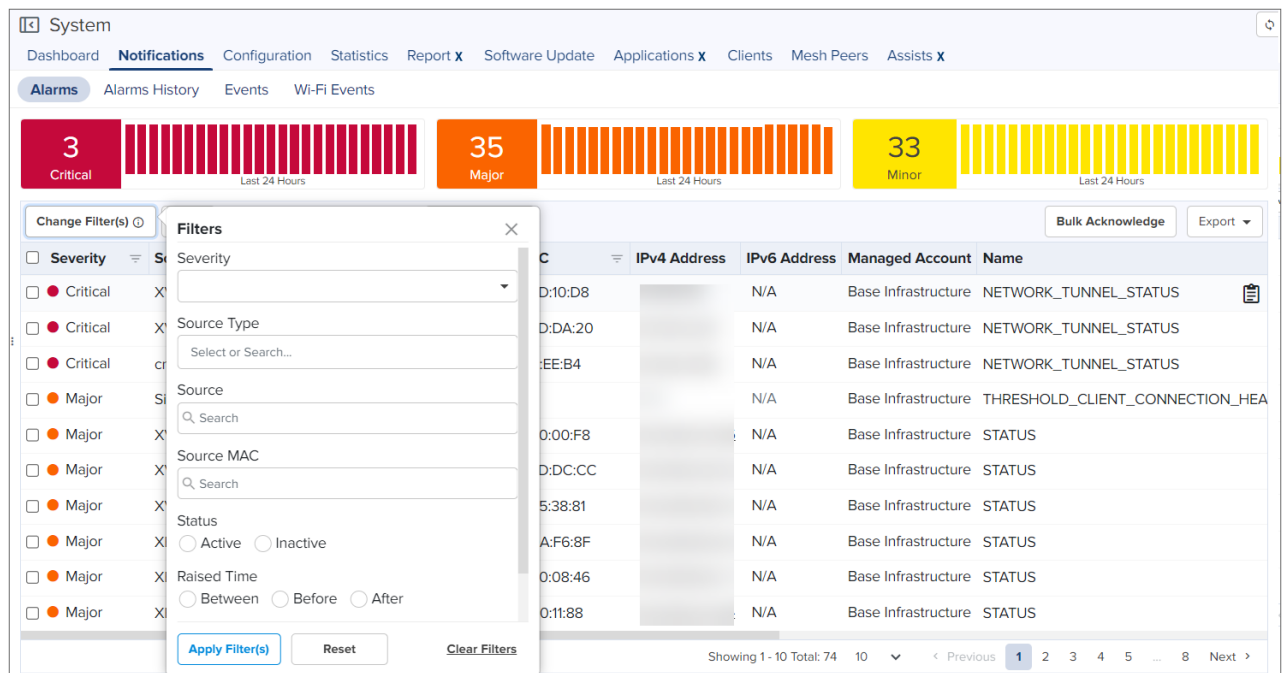 System
Dashboard Notifications Configuration Statistics Report X Software Update Applications X Clients Mesh Peers Assists X
Alarms Alarms History Events Wi-Fi Events
3
Critical
Last 24 Hours
35
Major
Last 24 Hours
33
Minor
Last 24 Hours
Change Filter(s)
Bulk Acknowledge
Export
Filters
Severity
Source Type
Select or Search...
Source
Search
Source MAC
Search
Status
Active Inactive
Raised Time
Between Before After
Apply Filter(s) Reset Clear Filters
Severity IPv4 Address IPv6 Address Managed Account Name
Critical D:10:D8 N/A Base Infrastructure NETWORK_TUNNEL_STATUS
Critical D:DA:20 N/A Base Infrastructure NETWORK_TUNNEL_STATUS
Critical :EE:B4 N/A Base Infrastructure NETWORK_TUNNEL_STATUS
Major N/A Base Infrastructure THRESHOLD_CLIENT_CONNECTION_HEA
Major 0:00:F8 N/A Base Infrastructure STATUS
Major D:DC:CC N/A Base Infrastructure STATUS
Major 5:38:81 N/A Base Infrastructure STATUS
Major A:F6:8F N/A Base Infrastructure STATUS
Major 0:08:46 N/A Base Infrastructure STATUS
Major 0:11:88 N/A Base Infrastructure STATUS
Showing 1 - 10 Total: 74 10 < Previous 1 2 3 4 5 ... 8 Next >